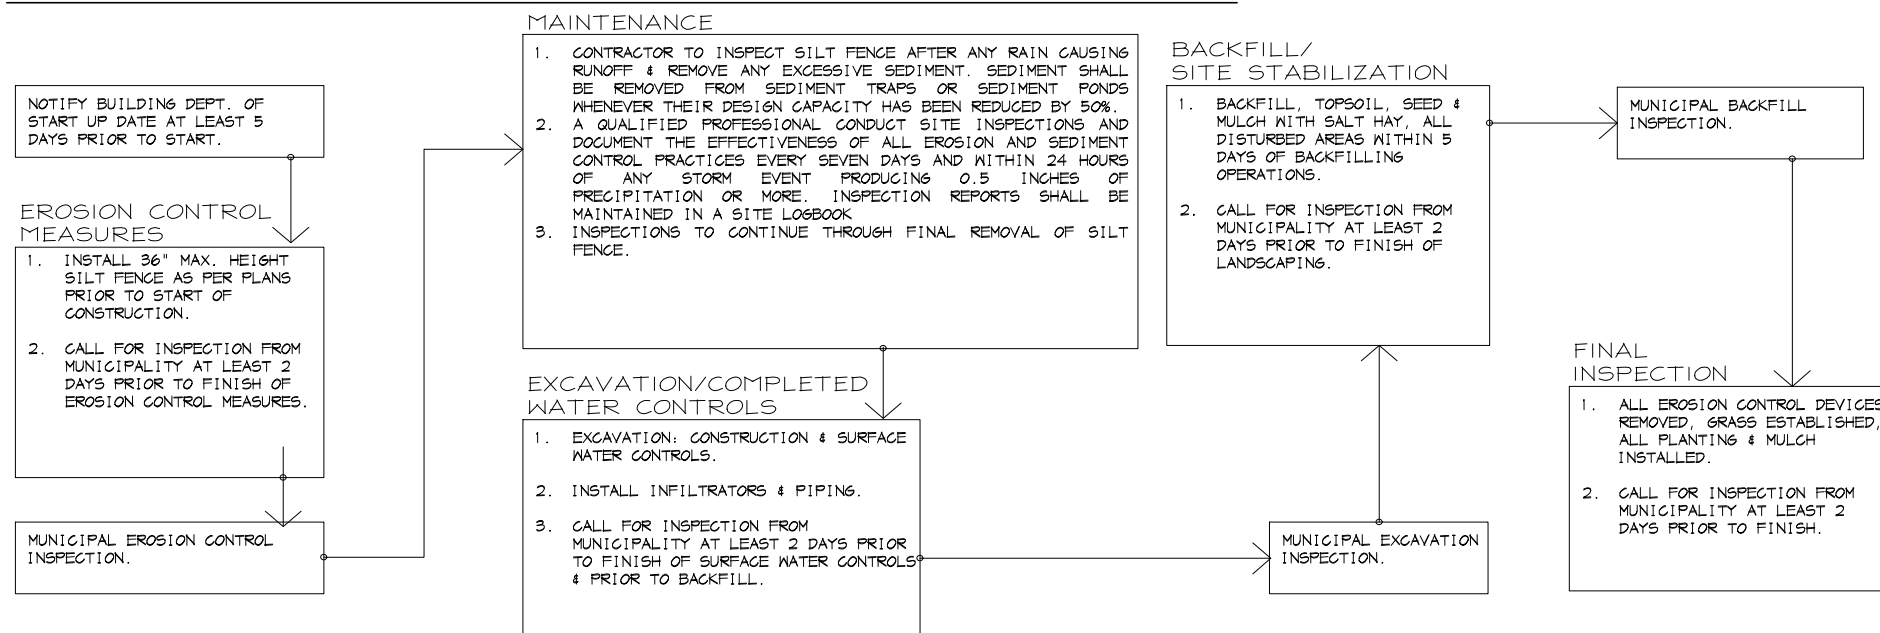 NOTIFY BUILDING DEPT. OF
START UP DATE AT LEAST 5
DAYS PRIOR TO START.
EROSION CONTROL
MEASURES
1. INSTALL 36" MAX. HEIGHT
SILT FENCE AS PER PLANS
PRIOR TO START OF
CONSTRUCTION.
2. CALL FOR INSPECTION FROM
MUNICIPALITY AT LEAST 2
DAYS PRIOR TO FINISH OF
EROSION CONTROL MEASURES.
MUNICIPAL EROSION CONTROL
INSPECTION.
MAINTENANCE
1. CONTRACTOR TO INSPECT SILT FENCE AFTER ANY RAIN CAUSING
RUNOFF & REMOVE ANY EXCESSIVE SEDIMENT. SEDIMENT SHALL
BE REMOVED FROM SEDIMENT TRAPS OR SEDIMENT PONDS
WHENEVER THEIR DESIGN CAPACITY HAS BEEN REDUCED BY 50%.
2. A QUALIFIED PROFESSIONAL CONDUCT SITE INSPECTIONS AND
DOCUMENT THE EFFECTIVENESS OF ALL EROSION AND SEDIMENT
CONTROL PRACTICES EVERY SEVEN DAYS AND WITHIN 24 HOURS
OF ANY STORM EVENT PRODUCING 0.5 INCHES OF
PRECIPITATION OR MORE. INSPECTION REPORTS SHALL BE
MAINTAINED IN A SITE LOGBOOK
3. INSPECTIONS TO CONTINUE THROUGH FINAL REMOVAL OF SILT
FENCE.
EXCAVATION/COMPLETED
WATER CONTROLS
1. EXCAVATION: CONSTRUCTION & SURFACE
WATER CONTROLS.
2. INSTALL INFILTRATORS & PIPING.
3. CALL FOR INSPECTION FROM
MUNICIPALITY AT LEAST 2 DAYS PRIOR
TO FINISH OF SURFACE WATER CONTROLS
& PRIOR TO BACKFILL.
MUNICIPAL EXCAVATION
INSPECTION.
BACKFILL/
SITE STABILIZATION
1. BACKFILL, TOPSOIL, SEED &
MULCH WITH SALT HAY, ALL
DISTURBED AREAS WITHIN 5
DAYS OF BACKFILLING
OPERATIONS.
2. CALL FOR INSPECTION FROM
MUNICIPALITY AT LEAST 2
DAYS PRIOR TO FINISH OF
LANDSCAPING.
MUNICIPAL BACKFILL
INSPECTION.
FINAL
INSPECTION
1. ALL EROSION CONTROL DEVICES
REMOVED, GRASS ESTABLISHED,
ALL PLANTING & MULCH
INSTALLED.
2. CALL FOR INSPECTION FROM
MUNICIPALITY AT LEAST 2
DAYS PRIOR TO FINISH.